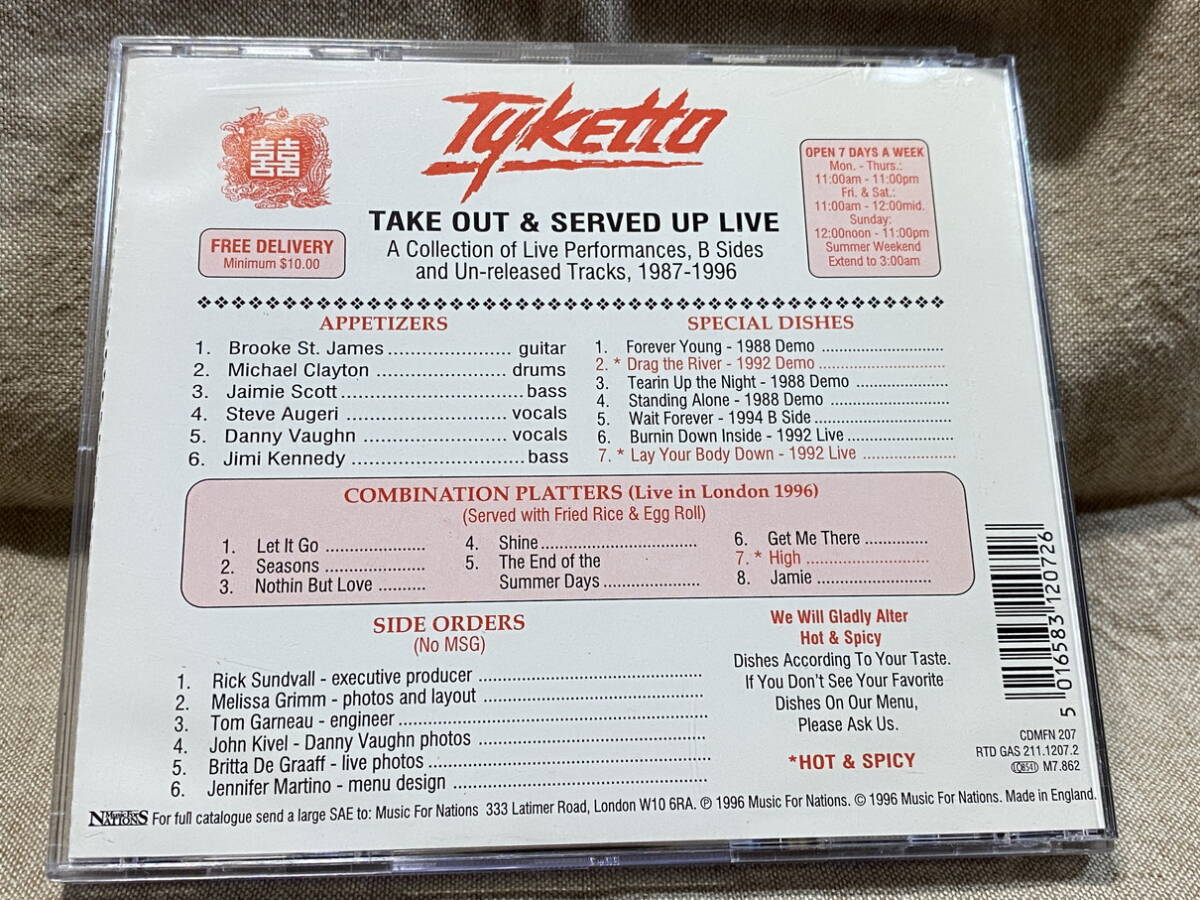 囍
Tyketto
TAKE OUT & SERVED UP LIVE
A Collection of Live Performances, B Sides
and Un-released Tracks, 1987-1996
FREE DELIVERY
Minimum $10.00
OPEN 7 DAYS A WEEK
Mon. - Thurs.:
11:00am - 11:00pm
Fri. & Sat.:
11:00am - 12:00mid.
Sunday:
12:00noon - 11:00pm
Summer Weekend
Extend to 3:00am
APPETIZERS
1. Brooke St. James ..................... guitar
2. Michael Clayton ...................... drums
3. Jaimie Scott ............................... bass
4. Steve Augeri ........................... vocals
5. Danny Vaughn ........................ vocals
6. Jimi Kennedy ............................. bass
SPECIAL DISHES
1. Forever Young - 1988 Demo ..........................
2. * Drag the River - 1992 Demo ..........................
3. Tearin Up the Night - 1988 Demo ....................
4. Standing Alone - 1988 Demo .........................
5. Wait Forever - 1994 B Side .............................
6. Burnin Down Inside - 1992 Live .....................
7. * Lay Your Body Down - 1992 Live ...................
COMBINATION PLATTERS (Live in London 1996)
(Served with Fried Rice & Egg Roll)
1. Let It Go ....................
2. Seasons ....................
3. Nothin But Love ..........
4. Shine ..............................
5. The End of the
Summer Days ...................
6. Get Me There .............
7. * High .........................
8. Jamie .......................
SIDE ORDERS
(No MSG)
1. Rick Sundvall - executive producer ..........................................
2. Melissa Grimm - photos and layout ..........................................
3. Tom Garneau - engineer ..........................................................
4. John Kivel - Danny Vaughn photos ..........................................
5. Britta De Graaff - live photos ....................................................
6. Jennifer Martino - menu design ................................................
We Will Gladly Alter
Hot & Spicy
Dishes According To Your Taste.
If You Don't See Your Favorite
Dishes On Our Menu,
Please Ask Us.
*HOT & SPICY
5 016583 120726
CDMFN 207
RTD GAS 211.1207.2
LC 8541 M7.862
Music For Nations For full catalogue send a large SAE to: Music For Nations 333 Latimer Road, London W10 6RA. ℗ 1996 Music For Nations. © 1996 Music For Nations. Made in England.